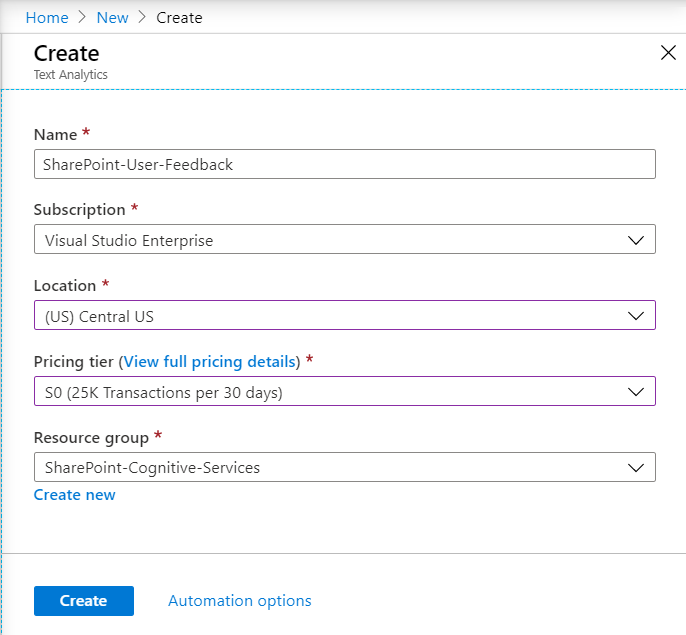 Home > New > Create
Create
Text Analytics
Name *
SharePoint-User-Feedback
Subscription *
Visual Studio Enterprise
Location *
(US) Central US
Pricing tier (View full pricing details) *
S0 (25K Transactions per 30 days)
Resource group *
SharePoint-Cognitive-Services
Create new
Create Automation options